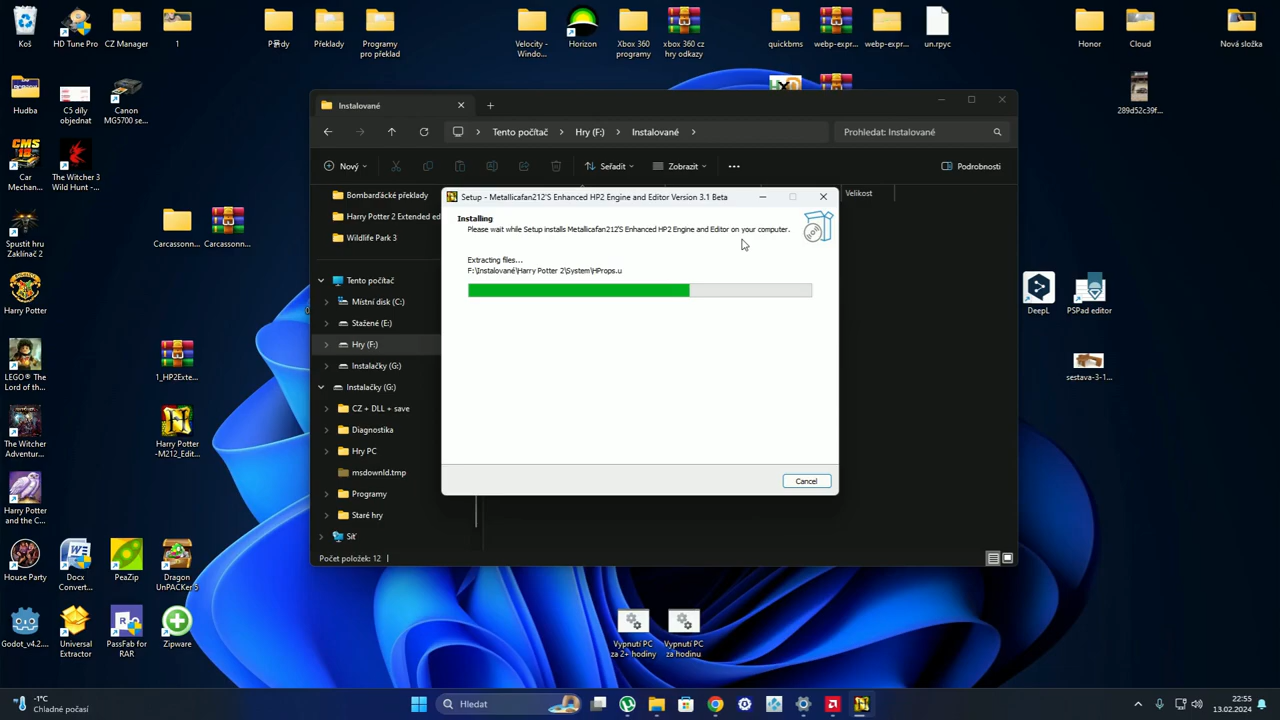 Koš
HD Tune Pro
CZ Manager
1
Překlady
Programy
pro překlad
Velocity -
Windo...
Horizon
Xbox 360
programy
xbox 360 cz
hry odkazy
quickbms
webp-expr...
webp-expr...
un.rpyc
Honor
Cloud
Nová složka
Hudba
C5 díly
objednat
Canon
MG5700 se...
289d52c39f...
Car
Mechan...
The Witcher 3
Wild Hunt -...
Spustit hru
Zaklínač 2
Carcassonn...
Carcassonn...
Harry Potter
DeepL
PSPad editor
LEGO® The
Lord of th...
1_HP2Exte...
sestava-3-1...
The Witcher
Adventur...
Harry Potter
-M212_Edit...
Harry Potter
and the C...
House Party
Docx
Convert...
PeaZip
Dragon
UnPACKer 5
Godot_v4.2....
Universal
Extractor
PassFab for
RAR
Zipware
Vypnutí PC
za 2+ hodiny
Vypnutí PC
za hodinu
Instalované
Tento počítač
Hry (F:)
Instalované
Prohledat: Instalované
Nový
Seřadit
Zobrazit
Podrobnosti
Velikost
Bombarďácké překlady
Harry Potter 2 Extended ed
Wildlife Park 3
Tento počítač
Místní disk (C:)
Stažené (E:)
Hry (F:)
Instalačky (G:)
Instalačky (G:)
CZ + DLL + save
Diagnostika
Hry PC
msdownld.tmp
Programy
Staré hry
Síť
Počet položek: 12
Setup - Metallicafan212'S Enhanced HP2 Engine and Editor Version 3.1 Beta
Installing
Please wait while Setup installs Metallicafan212'S Enhanced HP2 Engine and Editor on your computer.
Extracting files...
F:\Instalované\Harry Potter 2\System\HProps.u
Cancel
-1°C
Chladné počasí
Hledat
22:55
13.02.2024